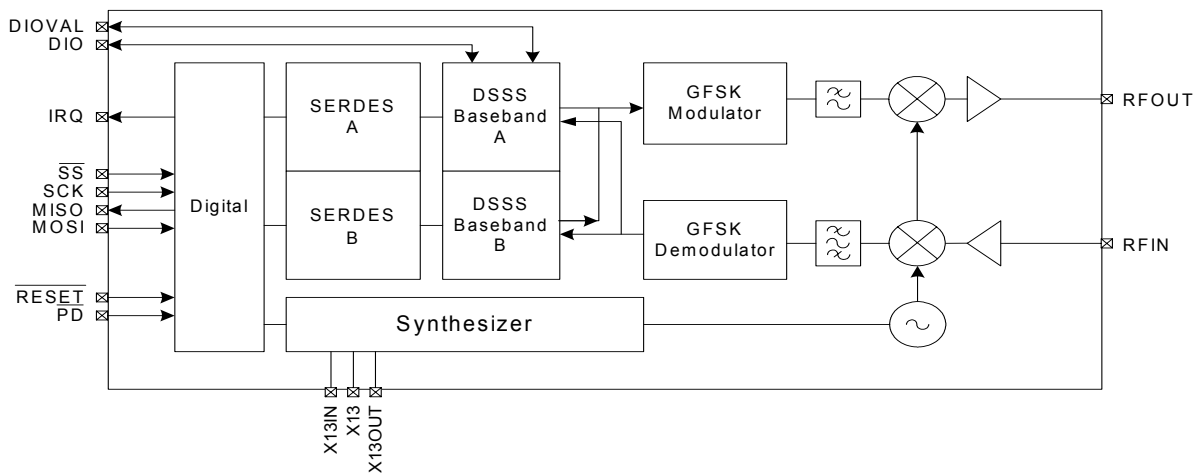 DIOVAL
DIO
IRQ
SS
SCK
MISO
MOSI
RESET
PD
Digital
SERDES
A
SERDES
B
DSSS
Baseband
A
DSSS
Baseband
B
GFSK
Modulator
GFSK
Demodulator
Synthesizer
RFOUT
RFIN
X13IN
X13
X13OUT